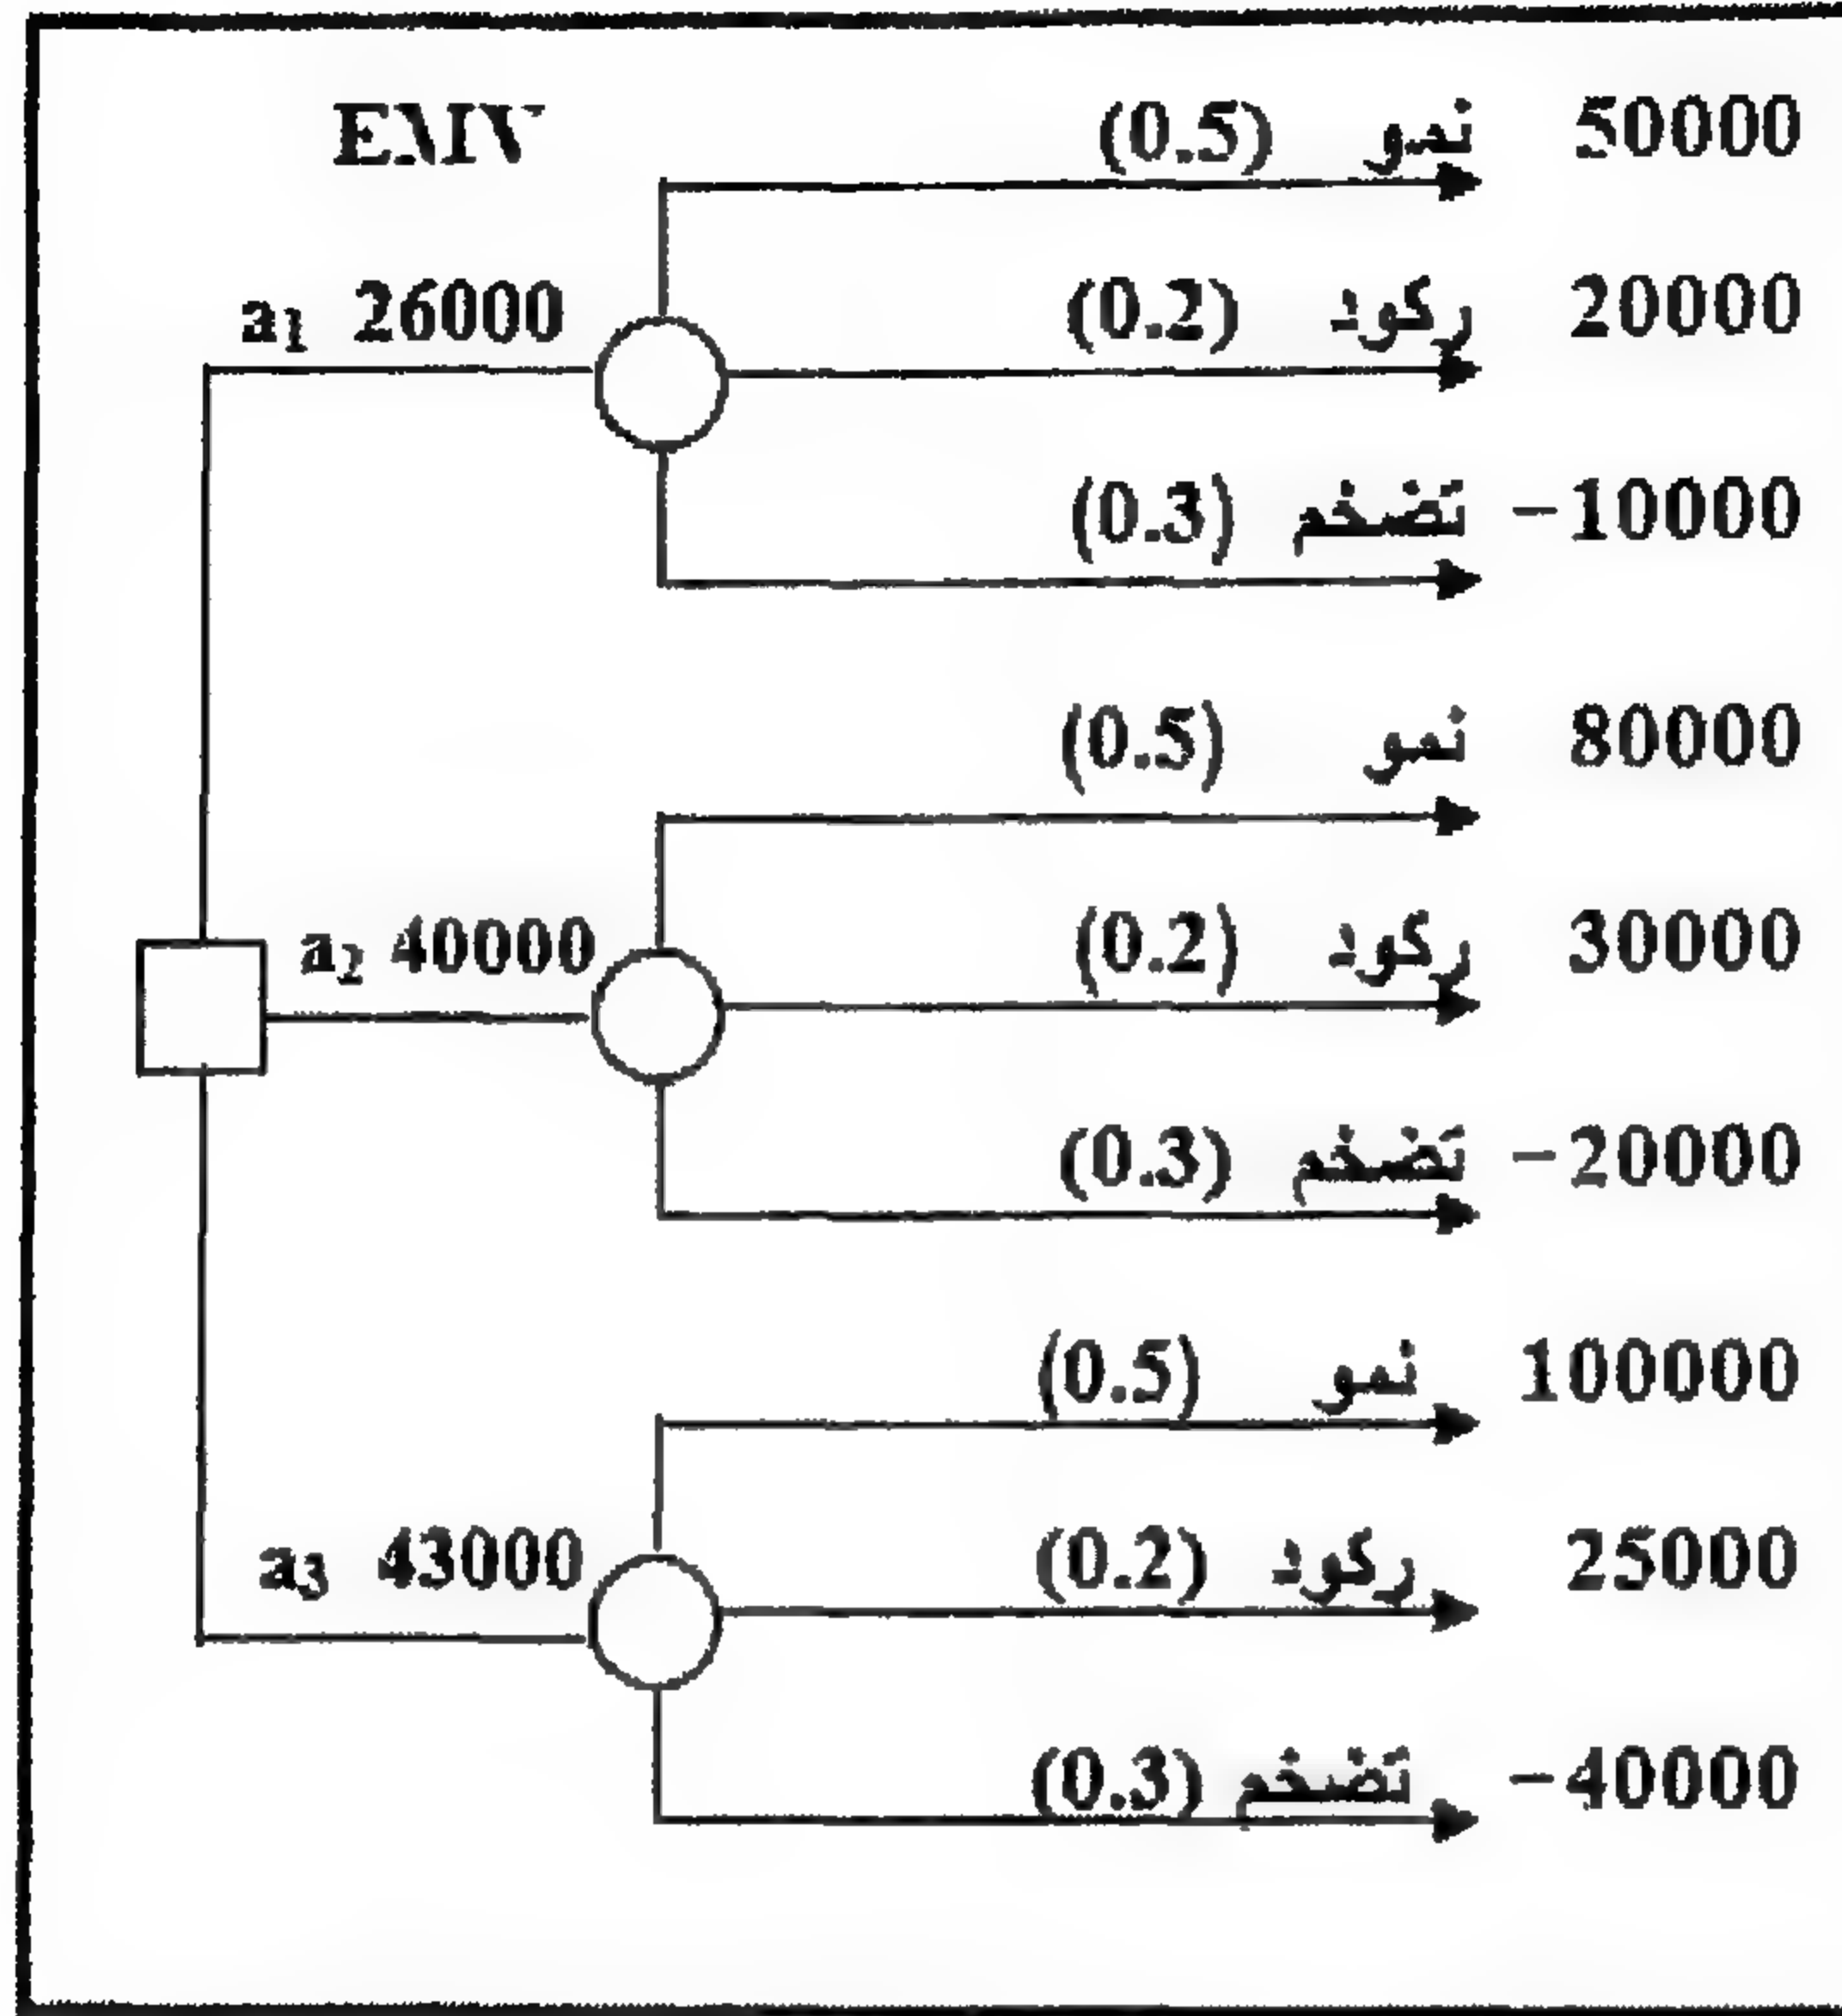 EMV
نمو (0.5) 50000
a₁ 26000
ركود (0.2) 20000
تضخم (0.3) −10000
نمو (0.5) 80000
a₂ 40000
ركود (0.2) 30000
تضخم (0.3) −20000
نمو (0.5) 100000
a₃ 43000
ركود (0.2) 25000
تضخم (0.3) −40000